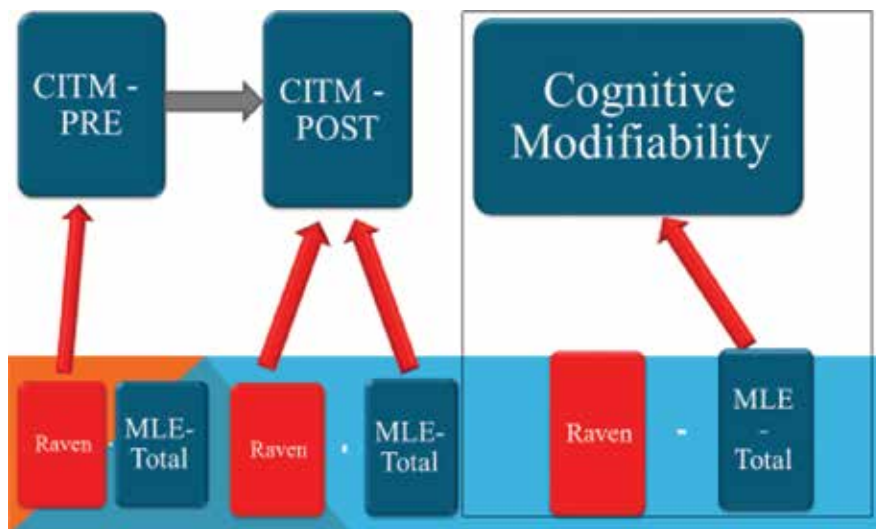 CITM -
PRE
CITM -
POST
Cognitive
Modifiability
Raven
MLE-
Total
Raven
MLE-
Total
Raven
-
MLE
-
Total